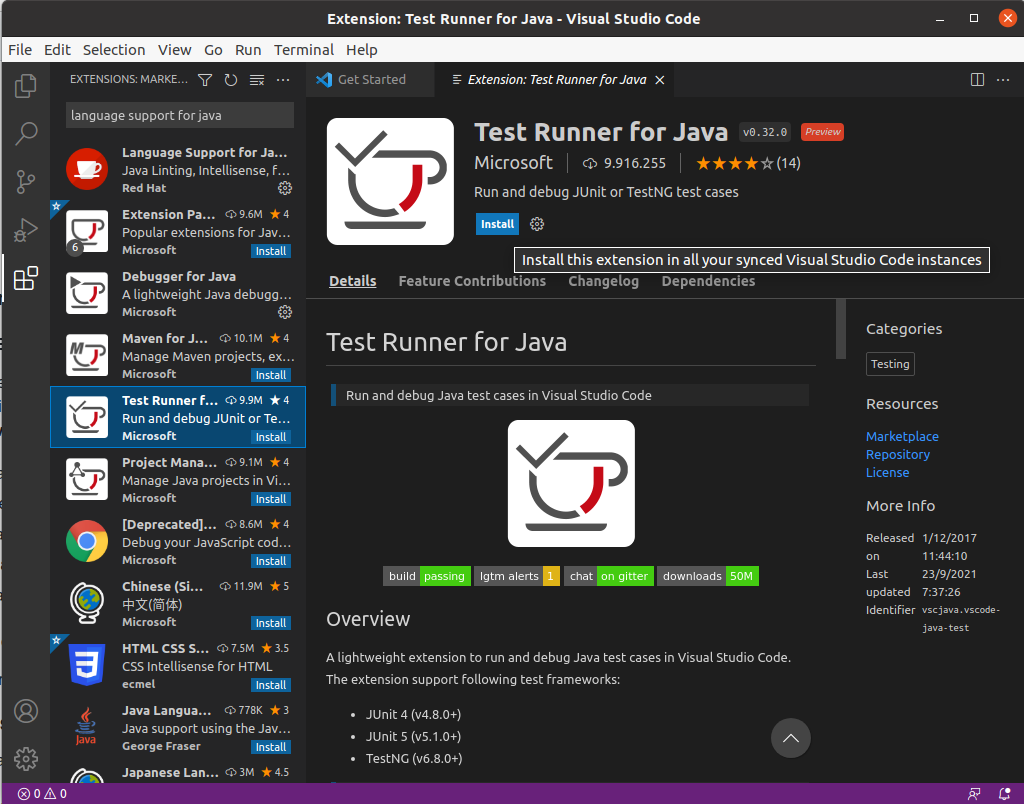 Extension: Test Runner for Java - Visual Studio Code
File Edit Selection View Go Run Terminal Help
EXTENSIONS: MARKE...
language support for java
Language Support for Ja...
Java Linting, Intellisense, f...
Red Hat
Extension Pa... 9.6M ★ 4
Popular extensions for Jav...
6
Microsoft Install
Debugger for Java
A lightweight Java debugg...
Microsoft
Maven for J... 10.1M ★ 4
Manage Maven projects, ex...
Microsoft Install
Test Runner f... 9.9M ★ 4
Run and debug JUnit or Te...
Microsoft Install
Project Mana... 9.1M ★ 4
Manage Java projects in Vi...
Microsoft Install
[Deprecated]... 8.6M ★ 4
Debug your JavaScript cod...
Microsoft Install
Chinese (Si... 11.9M ★ 5
中文(简体)
Microsoft Install
HTML CSS S... 7.5M ★ 3.5
CSS Intellisense for HTML
ecmel Install
Java Langua... 778K ★ 3
Java support using the Jav...
Java
George Fraser Install
Japanese Lan... 3M ★ 4.5
Get Started
Extension: Test Runner for Java
Test Runner for Java v0.32.0 Preview
Microsoft 9.916.255 ★★★★☆(14)
Run and debug JUnit or TestNG test cases
Install
Install this extension in all your synced Visual Studio Code instances
Details Feature Contributions Changelog Dependencies
Test Runner for Java
Run and debug Java test cases in Visual Studio Code
build passing lgtm alerts 1 chat on gitter downloads 50M
Overview
A lightweight extension to run and debug Java test cases in Visual Studio Code.
The extension support following test frameworks:
• JUnit 4 (v4.8.0+)
• JUnit 5 (v5.1.0+)
• TestNG (v6.8.0+)
Categories
Testing
Resources
Marketplace
Repository
License
More Info
Released 1/12/2017
on 11:44:10
Last 23/9/2021
updated 7:37:26
Identifier vscjava.vscode-
java-test
0 0